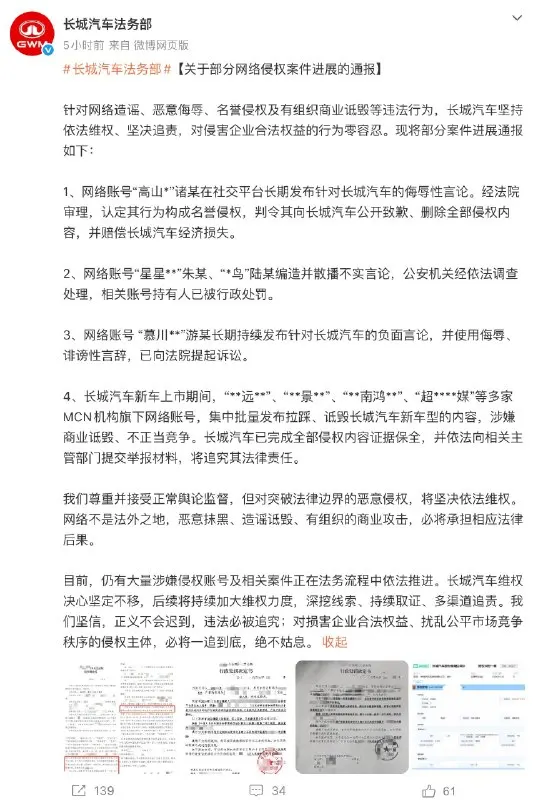 长城汽车法务部
5小时前 来自 微博网页版
GWM
#长城汽车法务部#【关于部分网络侵权案件进展的通报】
针对网络造谣、恶意侮辱、名誉侵权及有组织商业诋毁等违法行为，长城汽车坚持
依法维权、坚决追责，对侵害企业合法权益的行为零容忍。现将部分案件进展通报
如下：
1、网络账号“高山*”诸某在社交平台长期发布针对长城汽车的侮辱性言论。经法院
审理，认定其行为构成名誉侵权，判令其向长城汽车公开致歉、删除全部侵权内
容，并赔偿长城汽车经济损失。
2、网络账号“星星**”朱某、“*鸟”陆某编造并散播不实言论，公安机关经依法调查
处理，相关账号持有人已被行政处罚。
3、网络账号 “慕川**”游某长期持续发布针对长城汽车的负面言论，并使用侮辱、
诽谤性言辞，已向法院提起诉讼。
4、长城汽车新车上市期间，“**远**”、“**景**”、“**南鸿**”、“超****媒”等多家
MCN机构旗下网络账号，集中批量发布拉踩、诋毁长城汽车新车型的内容，涉嫌
商业诋毁、不正当竞争。长城汽车已完成全部侵权内容证据保全，并依法向相关主
管部门提交举报材料，将追究其法律责任。
我们尊重并接受正常舆论监督，但对突破法律边界的恶意侵权，将坚决依法维权。
网络不是法外之地，恶意抹黑、造谣诋毁、有组织的商业攻击，必将承担相应法律
后果。
目前，仍有大量涉嫌侵权账号及相关案件正在法务流程中依法推进。长城汽车维权
决心坚定不移，后续将持续加大维权力度，深挖线索、持续取证、多渠道追责。我
们坚信，正义不会迟到，违法必被追究；对损害企业合法权益、扰乱公平市场竞争
秩序的侵权主体，必将一追到底，绝不姑息。 收起
行政处罚决定书
行政处罚决定书
139
34
61